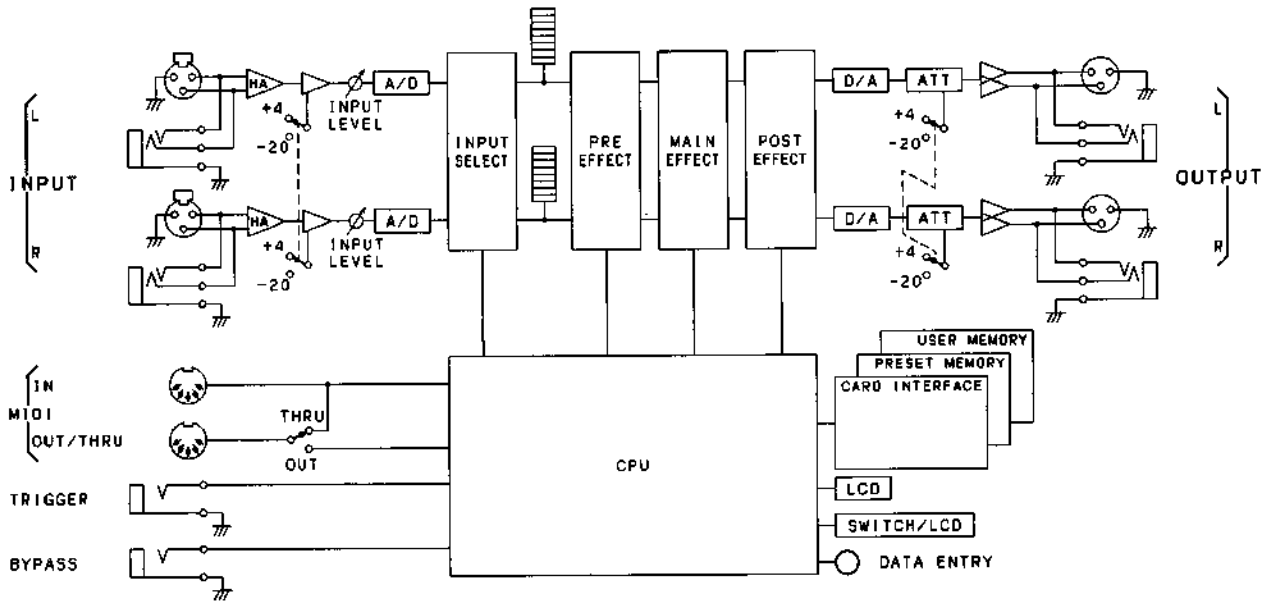 HA
A/D
INPUT
LEVEL
+4
-20
L
INPUT
R
HA
A/D
INPUT
LEVEL
+4
-20
INPUT
SELECT
PRE
EFFECT
MAIN
EFFECT
POST
EFFECT
D/A
ATT
+4
-20
D/A
ATT
+4
-20
L
OUTPUT
R
USER MEMORY
PRESET MEMORY
CARD INTERFACE
IN
MIDI
OUT/THRU
THRU
OUT
CPU
TRIGGER
BYPASS
LCD
SWITCH/LCD
DATA ENTRY